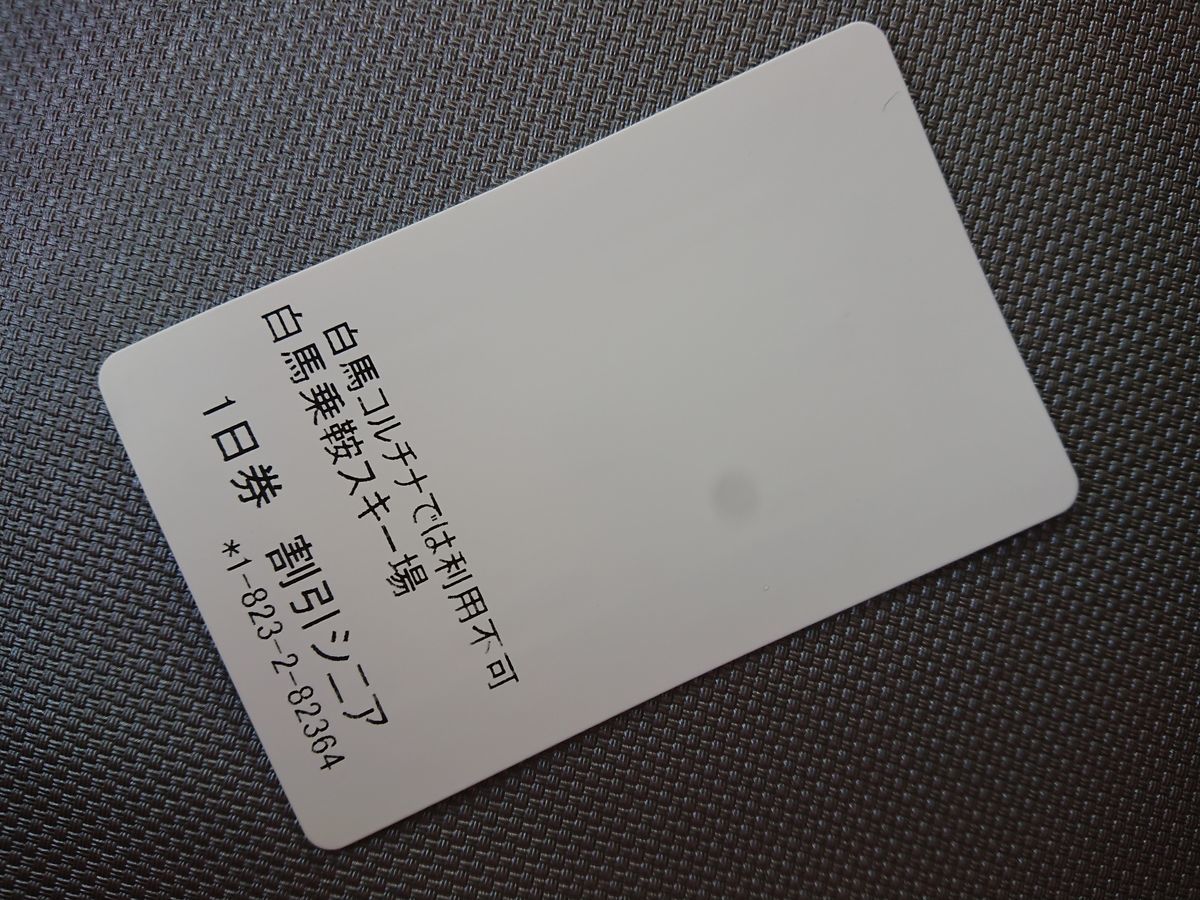 白馬コルチナでは利用不可
白馬乗鞍スキー場
1日券 割引シニア
*1-823-2-82364